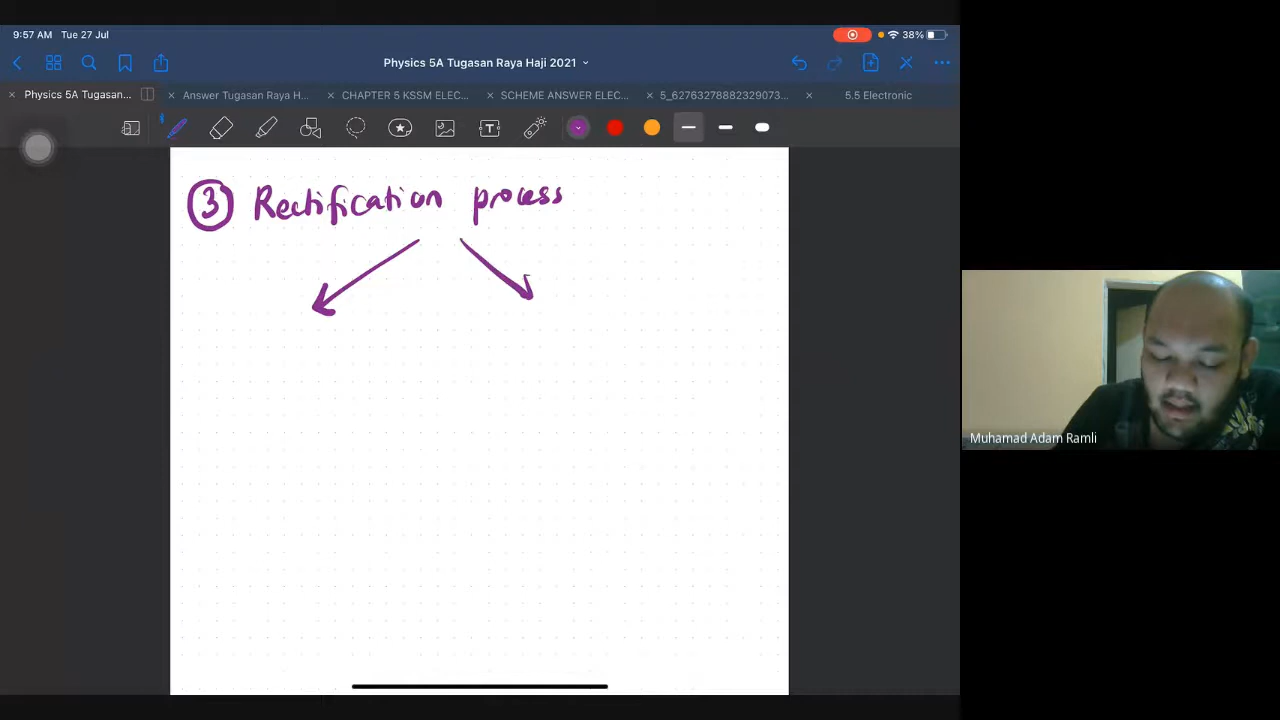 9:57 AM Tue 27 Jul
38%
Physics 5A Tugasan Raya Haji 2021
Physics 5A Tugasan...
Answer Tugasan Raya H...
CHAPTER 5 KSSM ELEC...
SCHEME ANSWER ELEC...
5_62763278882329073...
5.5 Electronic
3 Rectification process
Muhamad Adam Ramli